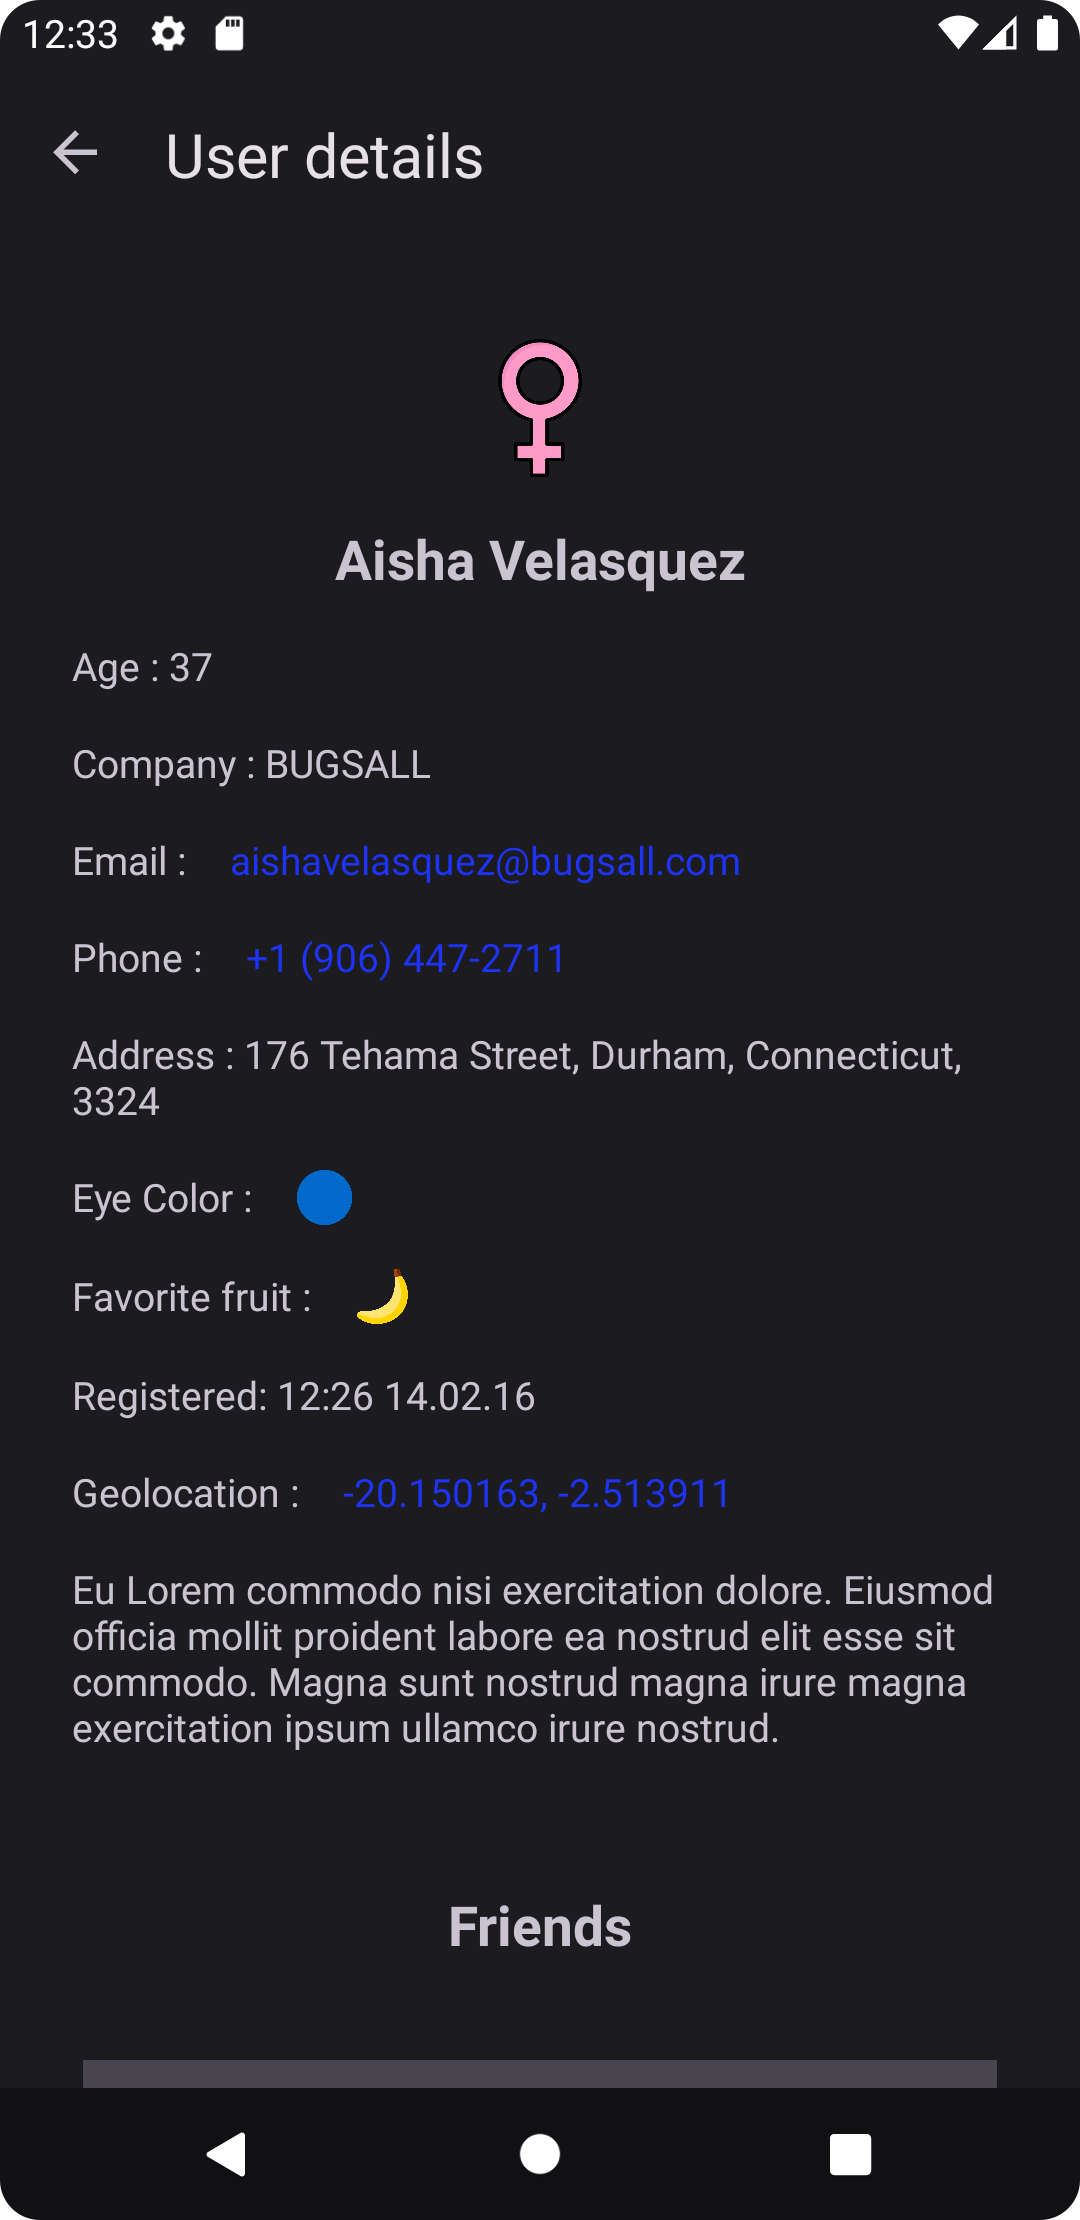 12:33
User details
Aisha Velasquez
Age : 37
Company : BUGSALL
Email : aishavelasquez@bugsall.com
Phone : +1 (906) 447-2711
Address : 176 Tehama Street, Durham, Connecticut,
3324
Eye Color :
Favorite fruit :
Registered: 12:26 14.02.16
Geolocation : -20.150163, -2.513911
Eu Lorem commodo nisi exercitation dolore. Eiusmod
officia mollit proident labore ea nostrud elit esse sit
commodo. Magna sunt nostrud magna irure magna
exercitation ipsum ullamco irure nostrud.
Friends